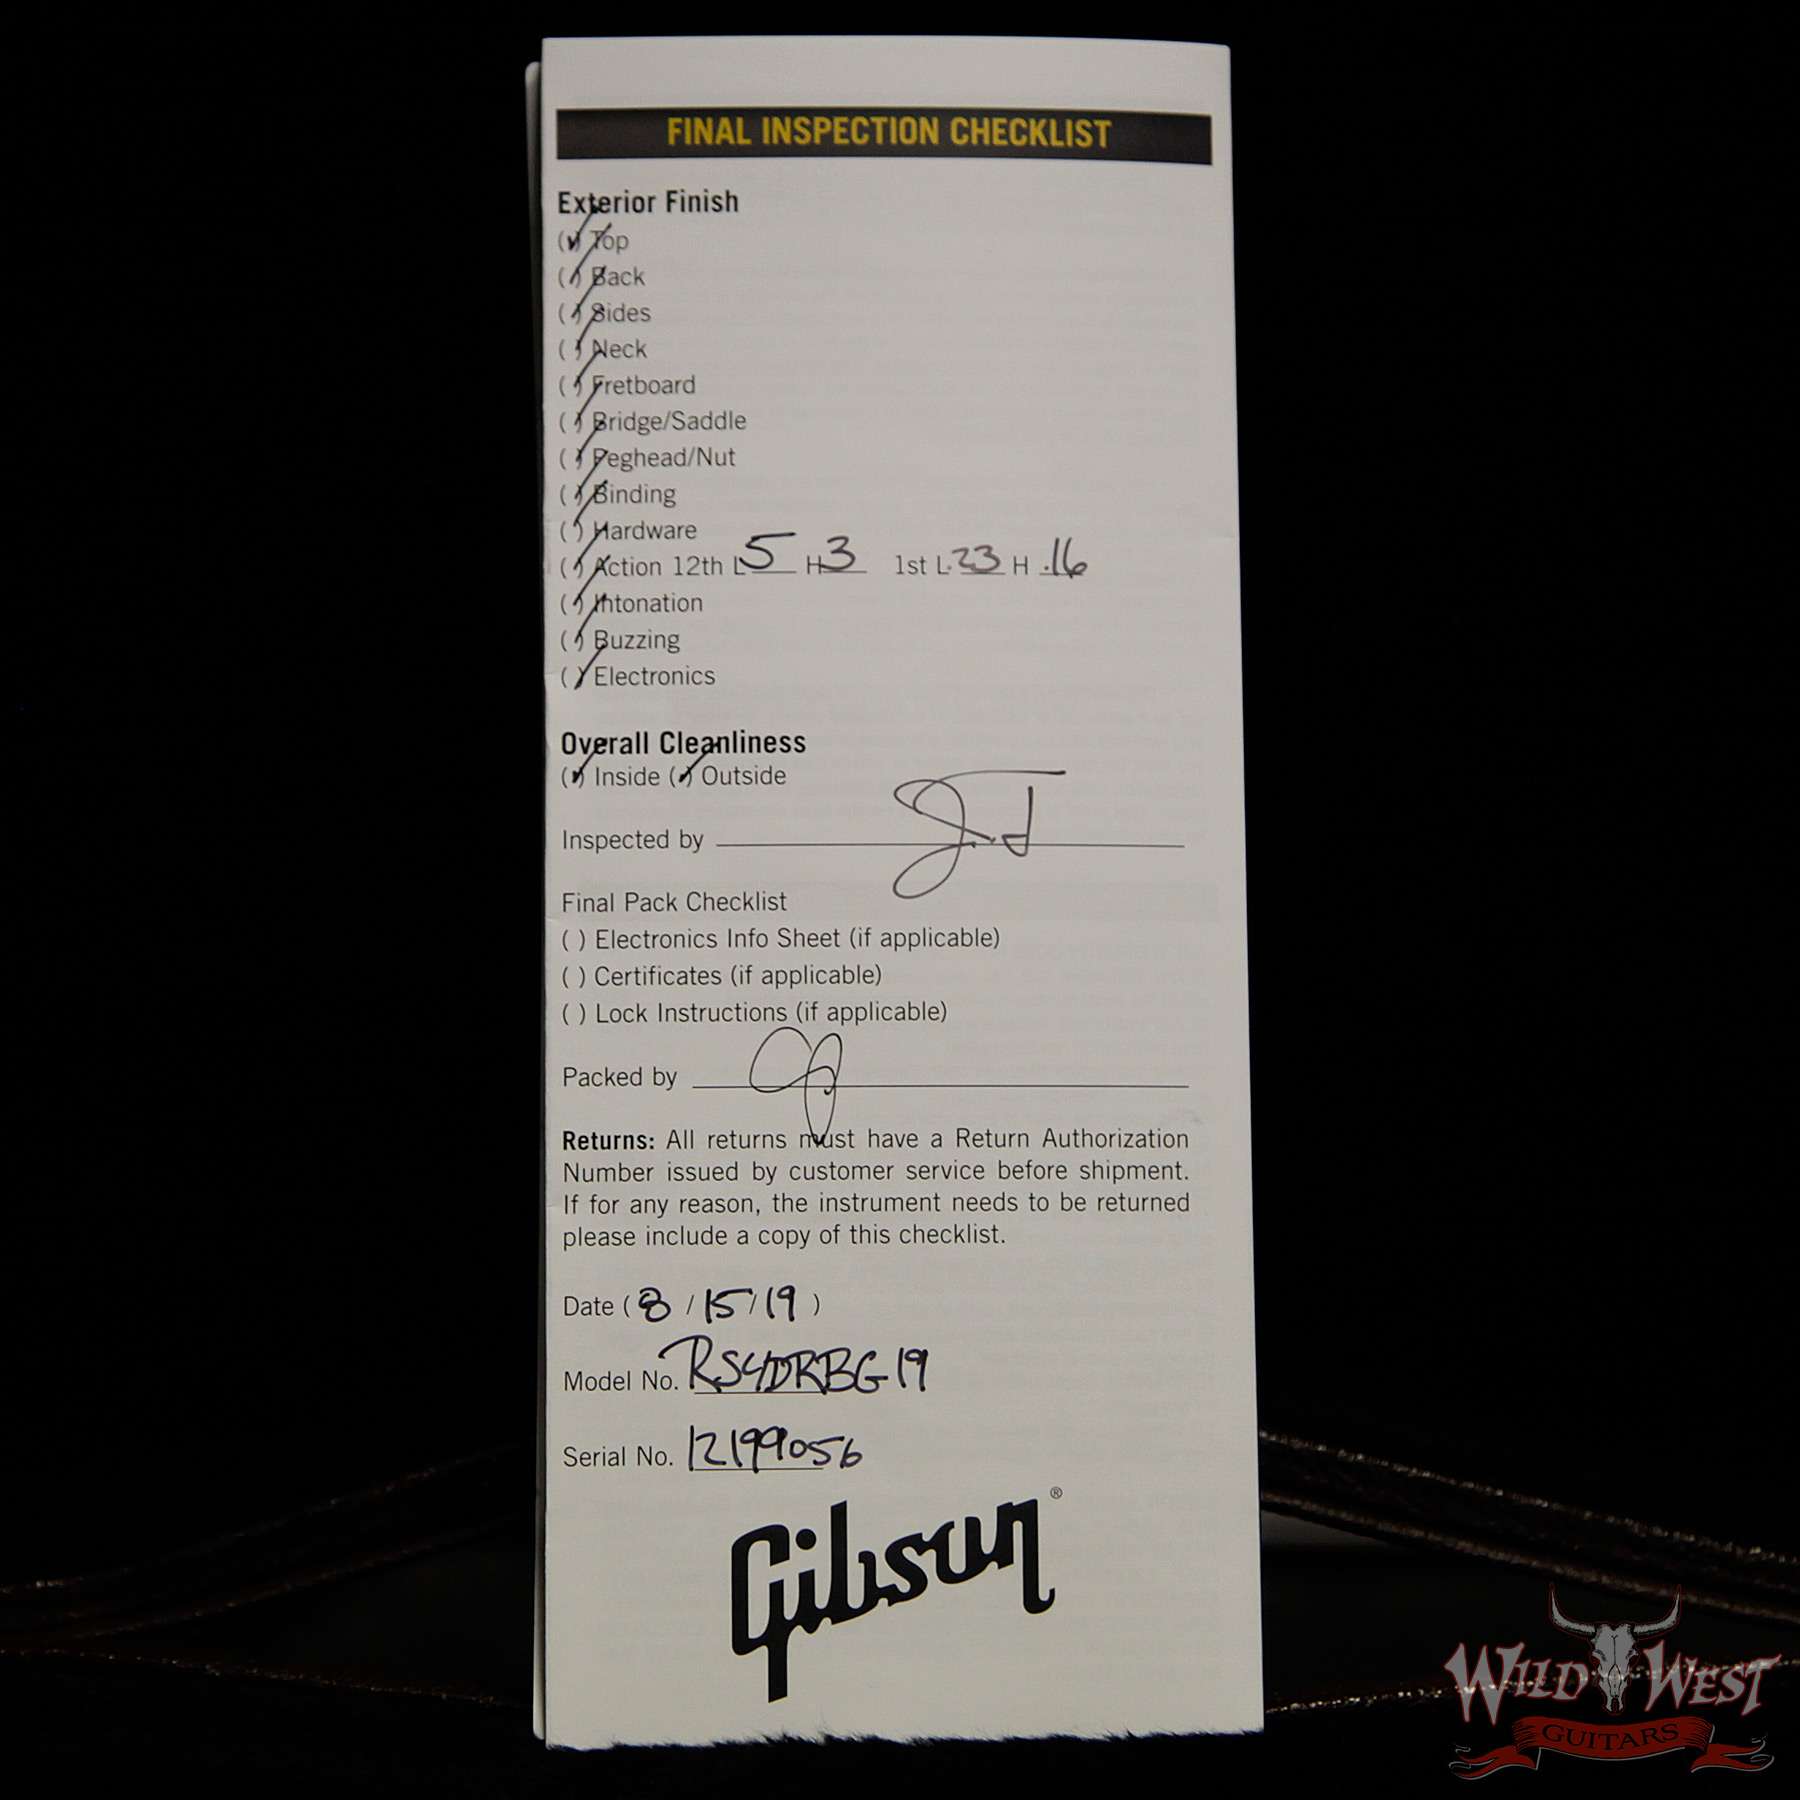 FINAL INSPECTION CHECKLIST
Exterior Finish
(✓) Top
(✓) Back
(✓) Sides
(✓) Neck
(✓) Fretboard
(✓) Bridge/Saddle
(✓) Peghead/Nut
(✓) Binding
(✓) Hardware
(✓) Action 12th L 5 H 3 1st L .23 H .16
(✓) Intonation
(✓) Buzzing
(✓) Electronics
Overall Cleanliness
(✓) Inside (✓) Outside
Inspected by
Final Pack Checklist
( ) Electronics Info Sheet (if applicable)
( ) Certificates (if applicable)
( ) Lock Instructions (if applicable)
Packed by
Returns: All returns must have a Return Authorization
Number issued by customer service before shipment.
If for any reason, the instrument needs to be returned
please include a copy of this checklist.
Date ( 8 / 15 / 19 )
Model No. RS4DRBG19
Serial No. 12199056
Gibson®
WILD WEST
GUITARS